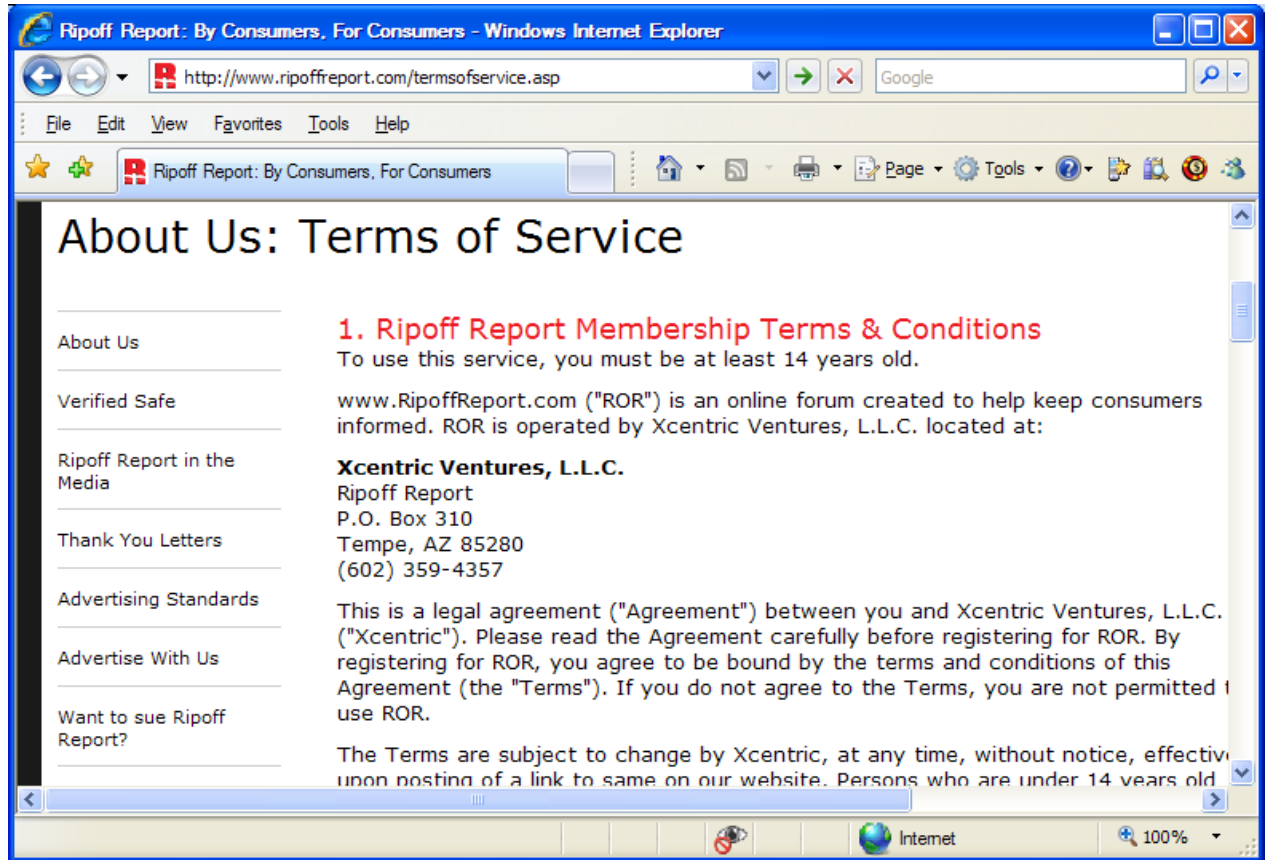 Ripoff Report: By Consumers, For Consumers - Windows Internet Explorer
http://www.ripoffreport.com/termsofservice.asp
Google
File Edit View Favorites Tools Help
Ripoff Report: By Consumers, For Consumers
Page Tools
About Us: Terms of Service
About Us
Verified Safe
Ripoff Report in the
Media
Thank You Letters
Advertising Standards
Advertise With Us
Want to sue Ripoff
Report?
1. Ripoff Report Membership Terms & Conditions
To use this service, you must be at least 14 years old.
www.RipoffReport.com ("ROR") is an online forum created to help keep consumers
informed. ROR is operated by Xcentric Ventures, L.L.C. located at:
Xcentric Ventures, L.L.C.
Ripoff Report
P.O. Box 310
Tempe, AZ 85280
(602) 359-4357
This is a legal agreement ("Agreement") between you and Xcentric Ventures, L.L.C.
("Xcentric"). Please read the Agreement carefully before registering for ROR. By
registering for ROR, you agree to be bound by the terms and conditions of this
Agreement (the "Terms"). If you do not agree to the Terms, you are not permitted t
use ROR.
The Terms are subject to change by Xcentric, at any time, without notice, effectiv
upon posting of a link to same on our website. Persons who are under 14 years old
Internet 100%